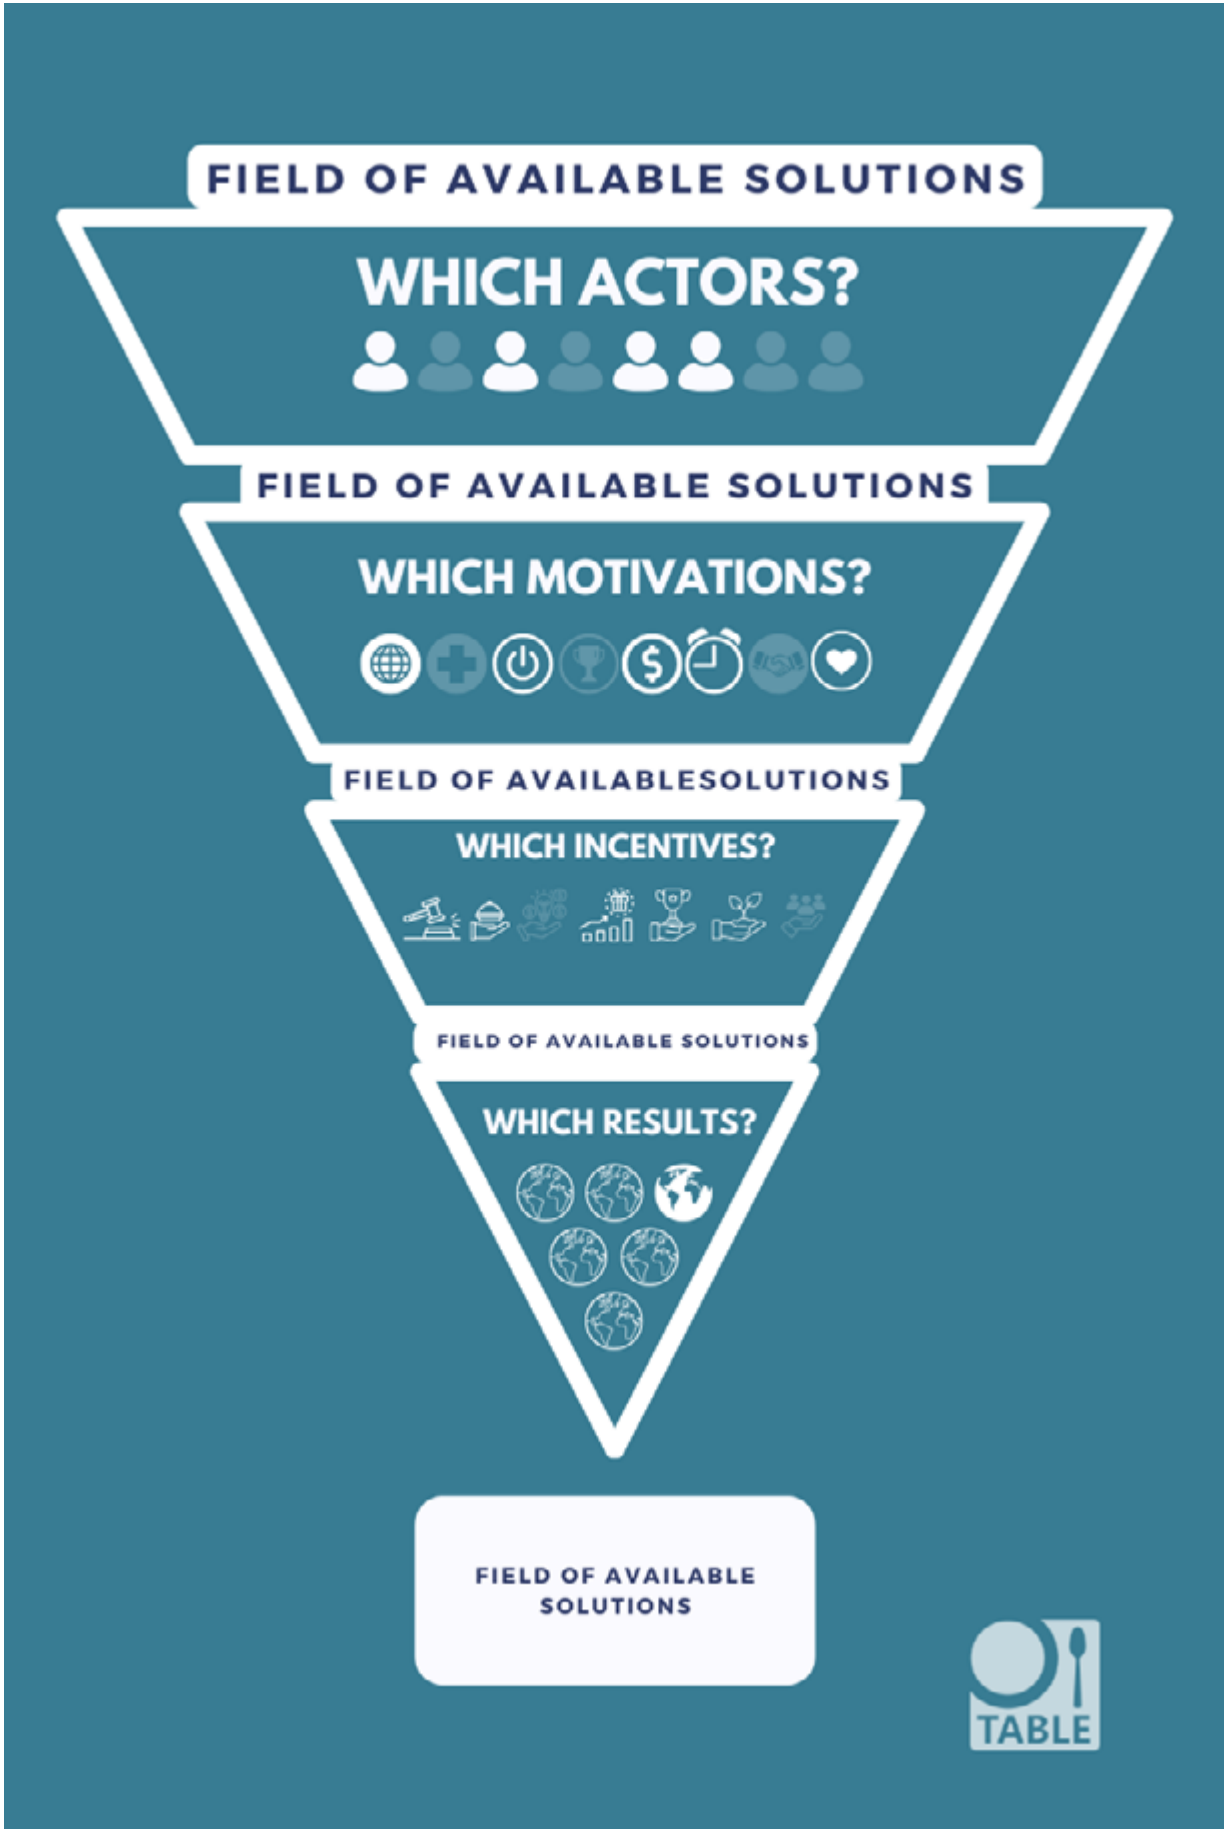 FIELD OF AVAILABLE SOLUTIONS
WHICH ACTORS?
FIELD OF AVAILABLE SOLUTIONS
WHICH MOTIVATIONS?
$
FIELD OF AVAILABLESOLUTIONS
WHICH INCENTIVES?
FIELD OF AVAILABLE SOLUTIONS
WHICH RESULTS?
FIELD OF AVAILABLE
SOLUTIONS
TABLE